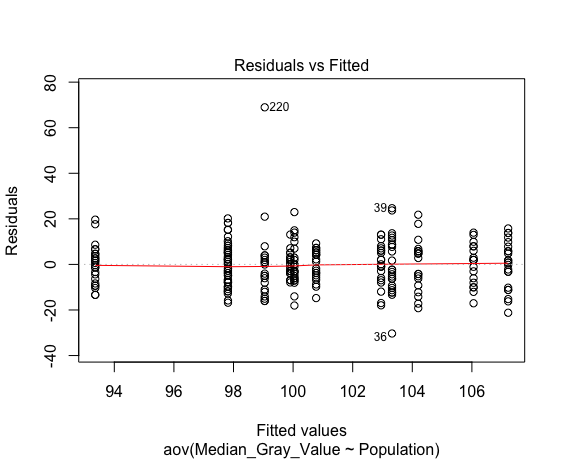 Residuals vs Fitted
Residuals
80
60
40
20
0
-20
-40
220
39
36
94 96 98 100 102 104 106
Fitted values
aov(Median_Gray_Value ~ Population)